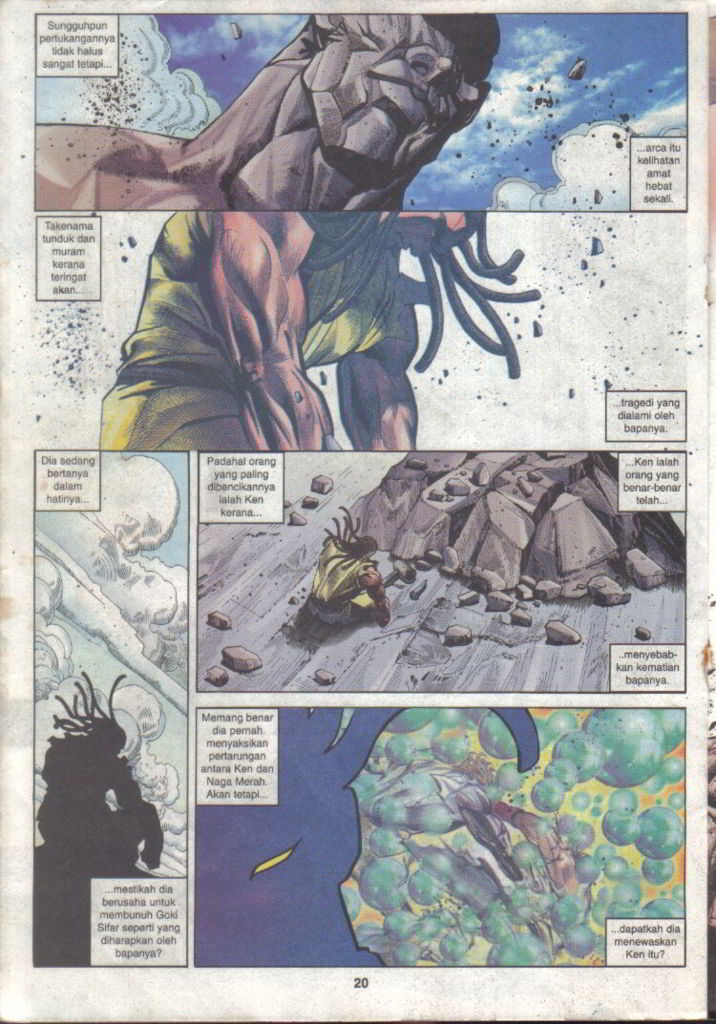 Sungguhpun
pertukangannya
tidak halus
sangat tetapi...
...arca itu
kelihatan
amat
hebat
sekali.
Takenama
tunduk dan
muram
kerana
teringat
akan...
...tragedi yang
dialami oleh
bapanya.
Dia sedang
bertanya
dalam
hatinya...
...mestikah dia
berusaha untuk
membunuh Goki
Sifar seperti yang
diharapkan oleh
bapanya?
Padahal orang
yang paling
dibencikannya
ialah Ken
kerana...
...Ken ialah
orang yang
benar-benar
telah...
..menyebab-
kan kematian
bapanya.
Memang benar
dia pernah
menyaksikan
pertarungan
antara Ken dan
Naga Merah.
Akan tetapi...
...dapatkah dia
menewaskan
Ken itu?
20